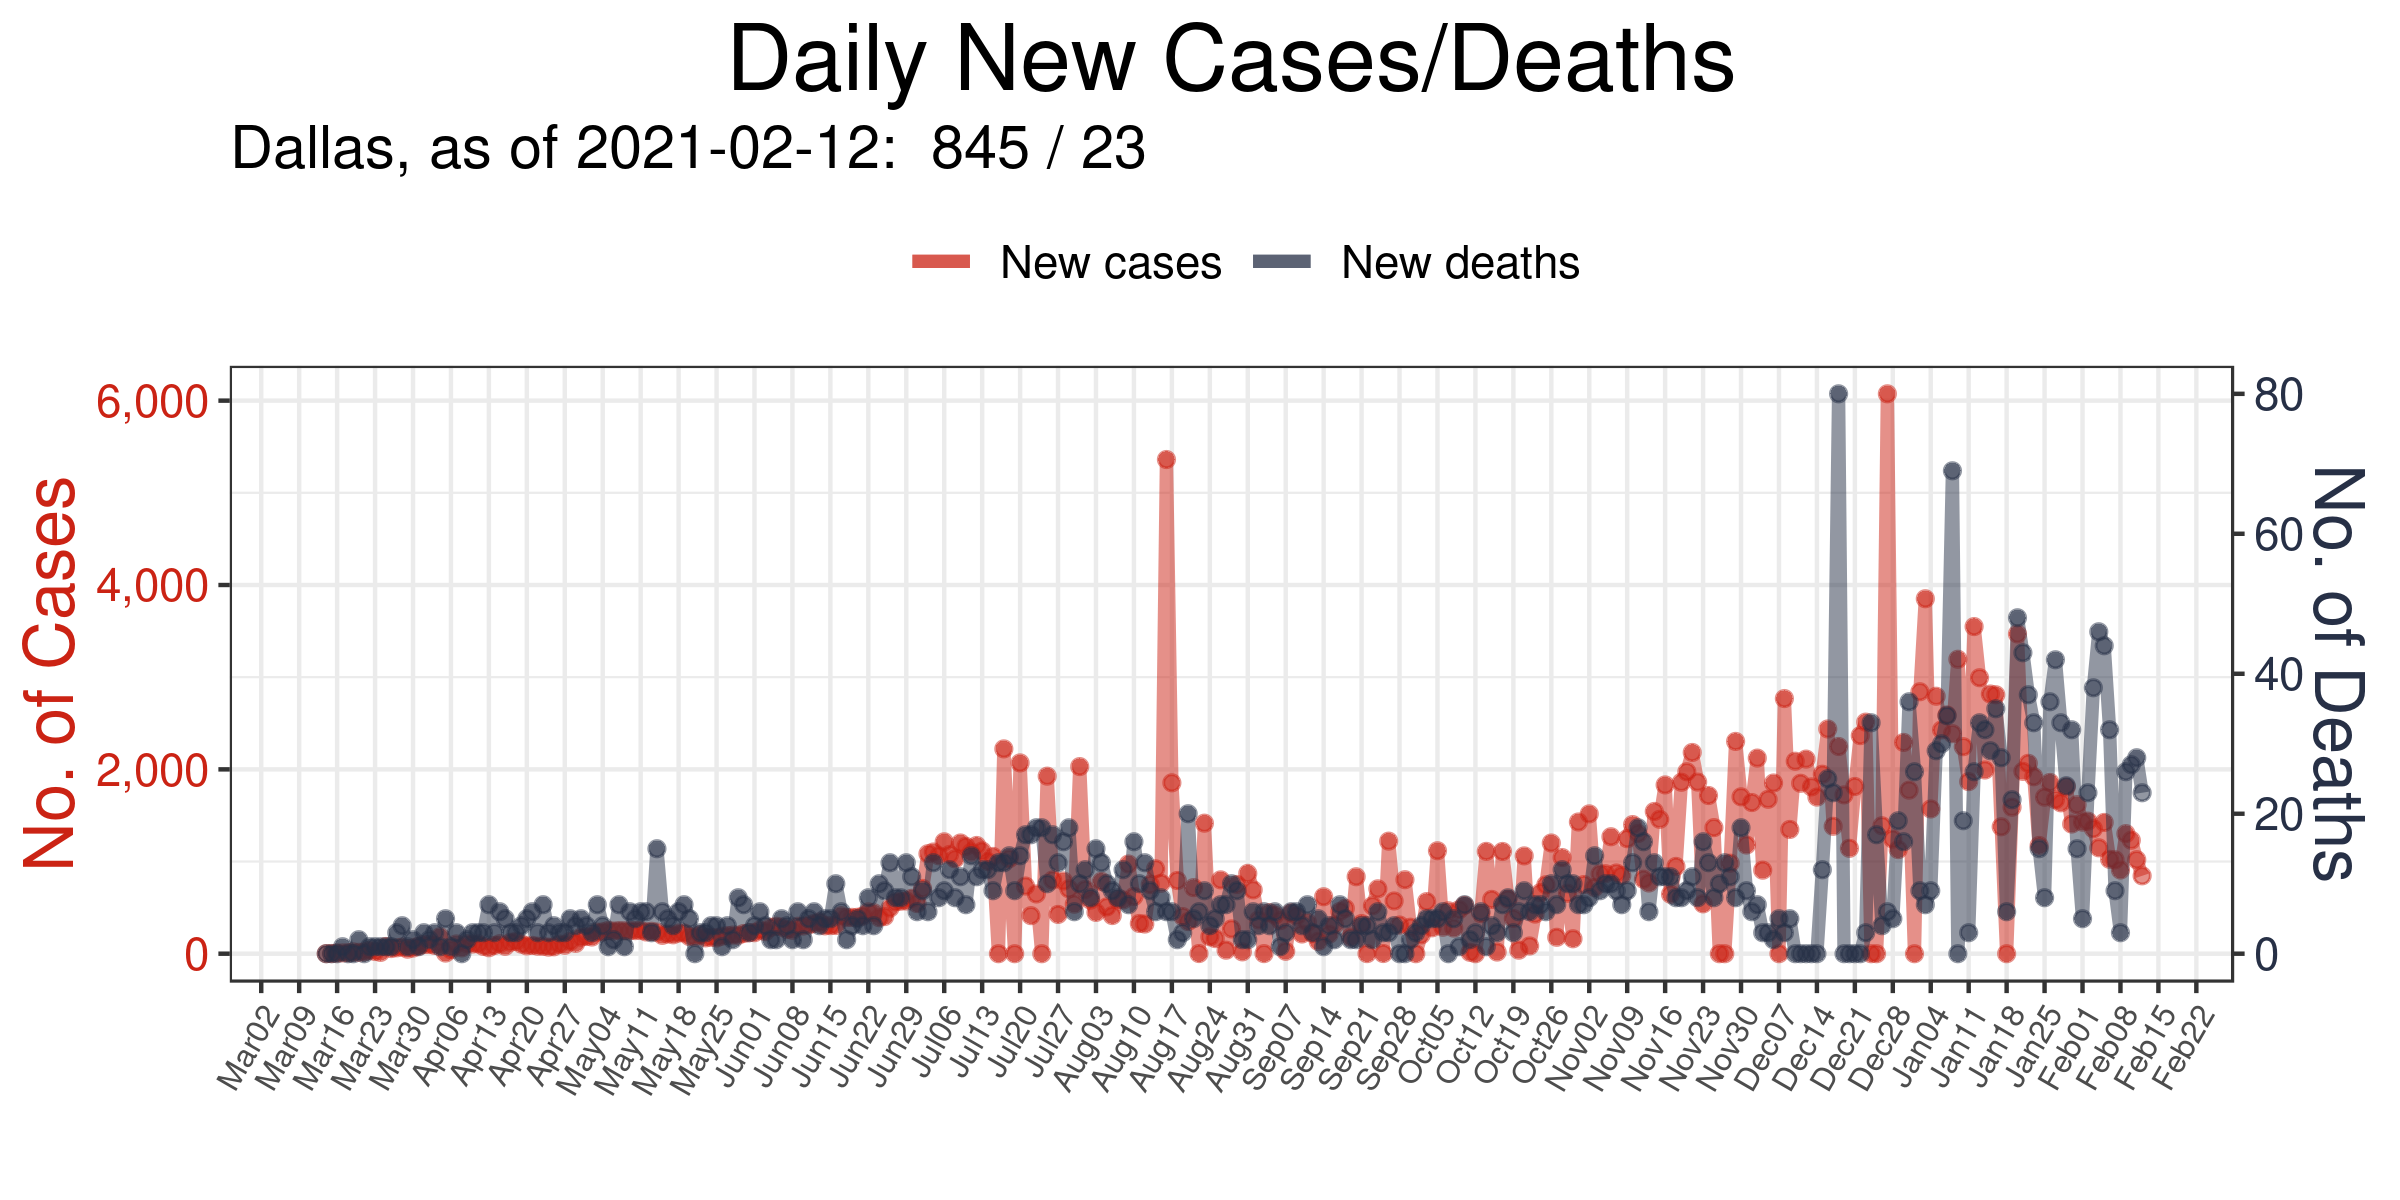 Daily New Cases/Deaths
Dallas, as of 2021-02-12: 845 / 23
New cases New deaths
No. of Cases
6,000
4,000
2,000
0
80
60
40
20
0
No. of Deaths
Mar02 Mar09 Mar16 Mar23 Mar30 Apr06 Apr13 Apr20 Apr27 May04 May11 May18 May25 Jun01 Jun08 Jun15 Jun22 Jun29 Jul06 Jul13 Jul20 Jul27 Aug03 Aug10 Aug17 Aug24 Aug31 Sep07 Sep14 Sep21 Sep28 Oct05 Oct12 Oct19 Oct26 Nov02 Nov09 Nov16 Nov23 Nov30 Dec07 Dec14 Dec21 Dec28 Jan04 Jan11 Jan18 Jan25 Feb01 Feb08 Feb15 Feb22